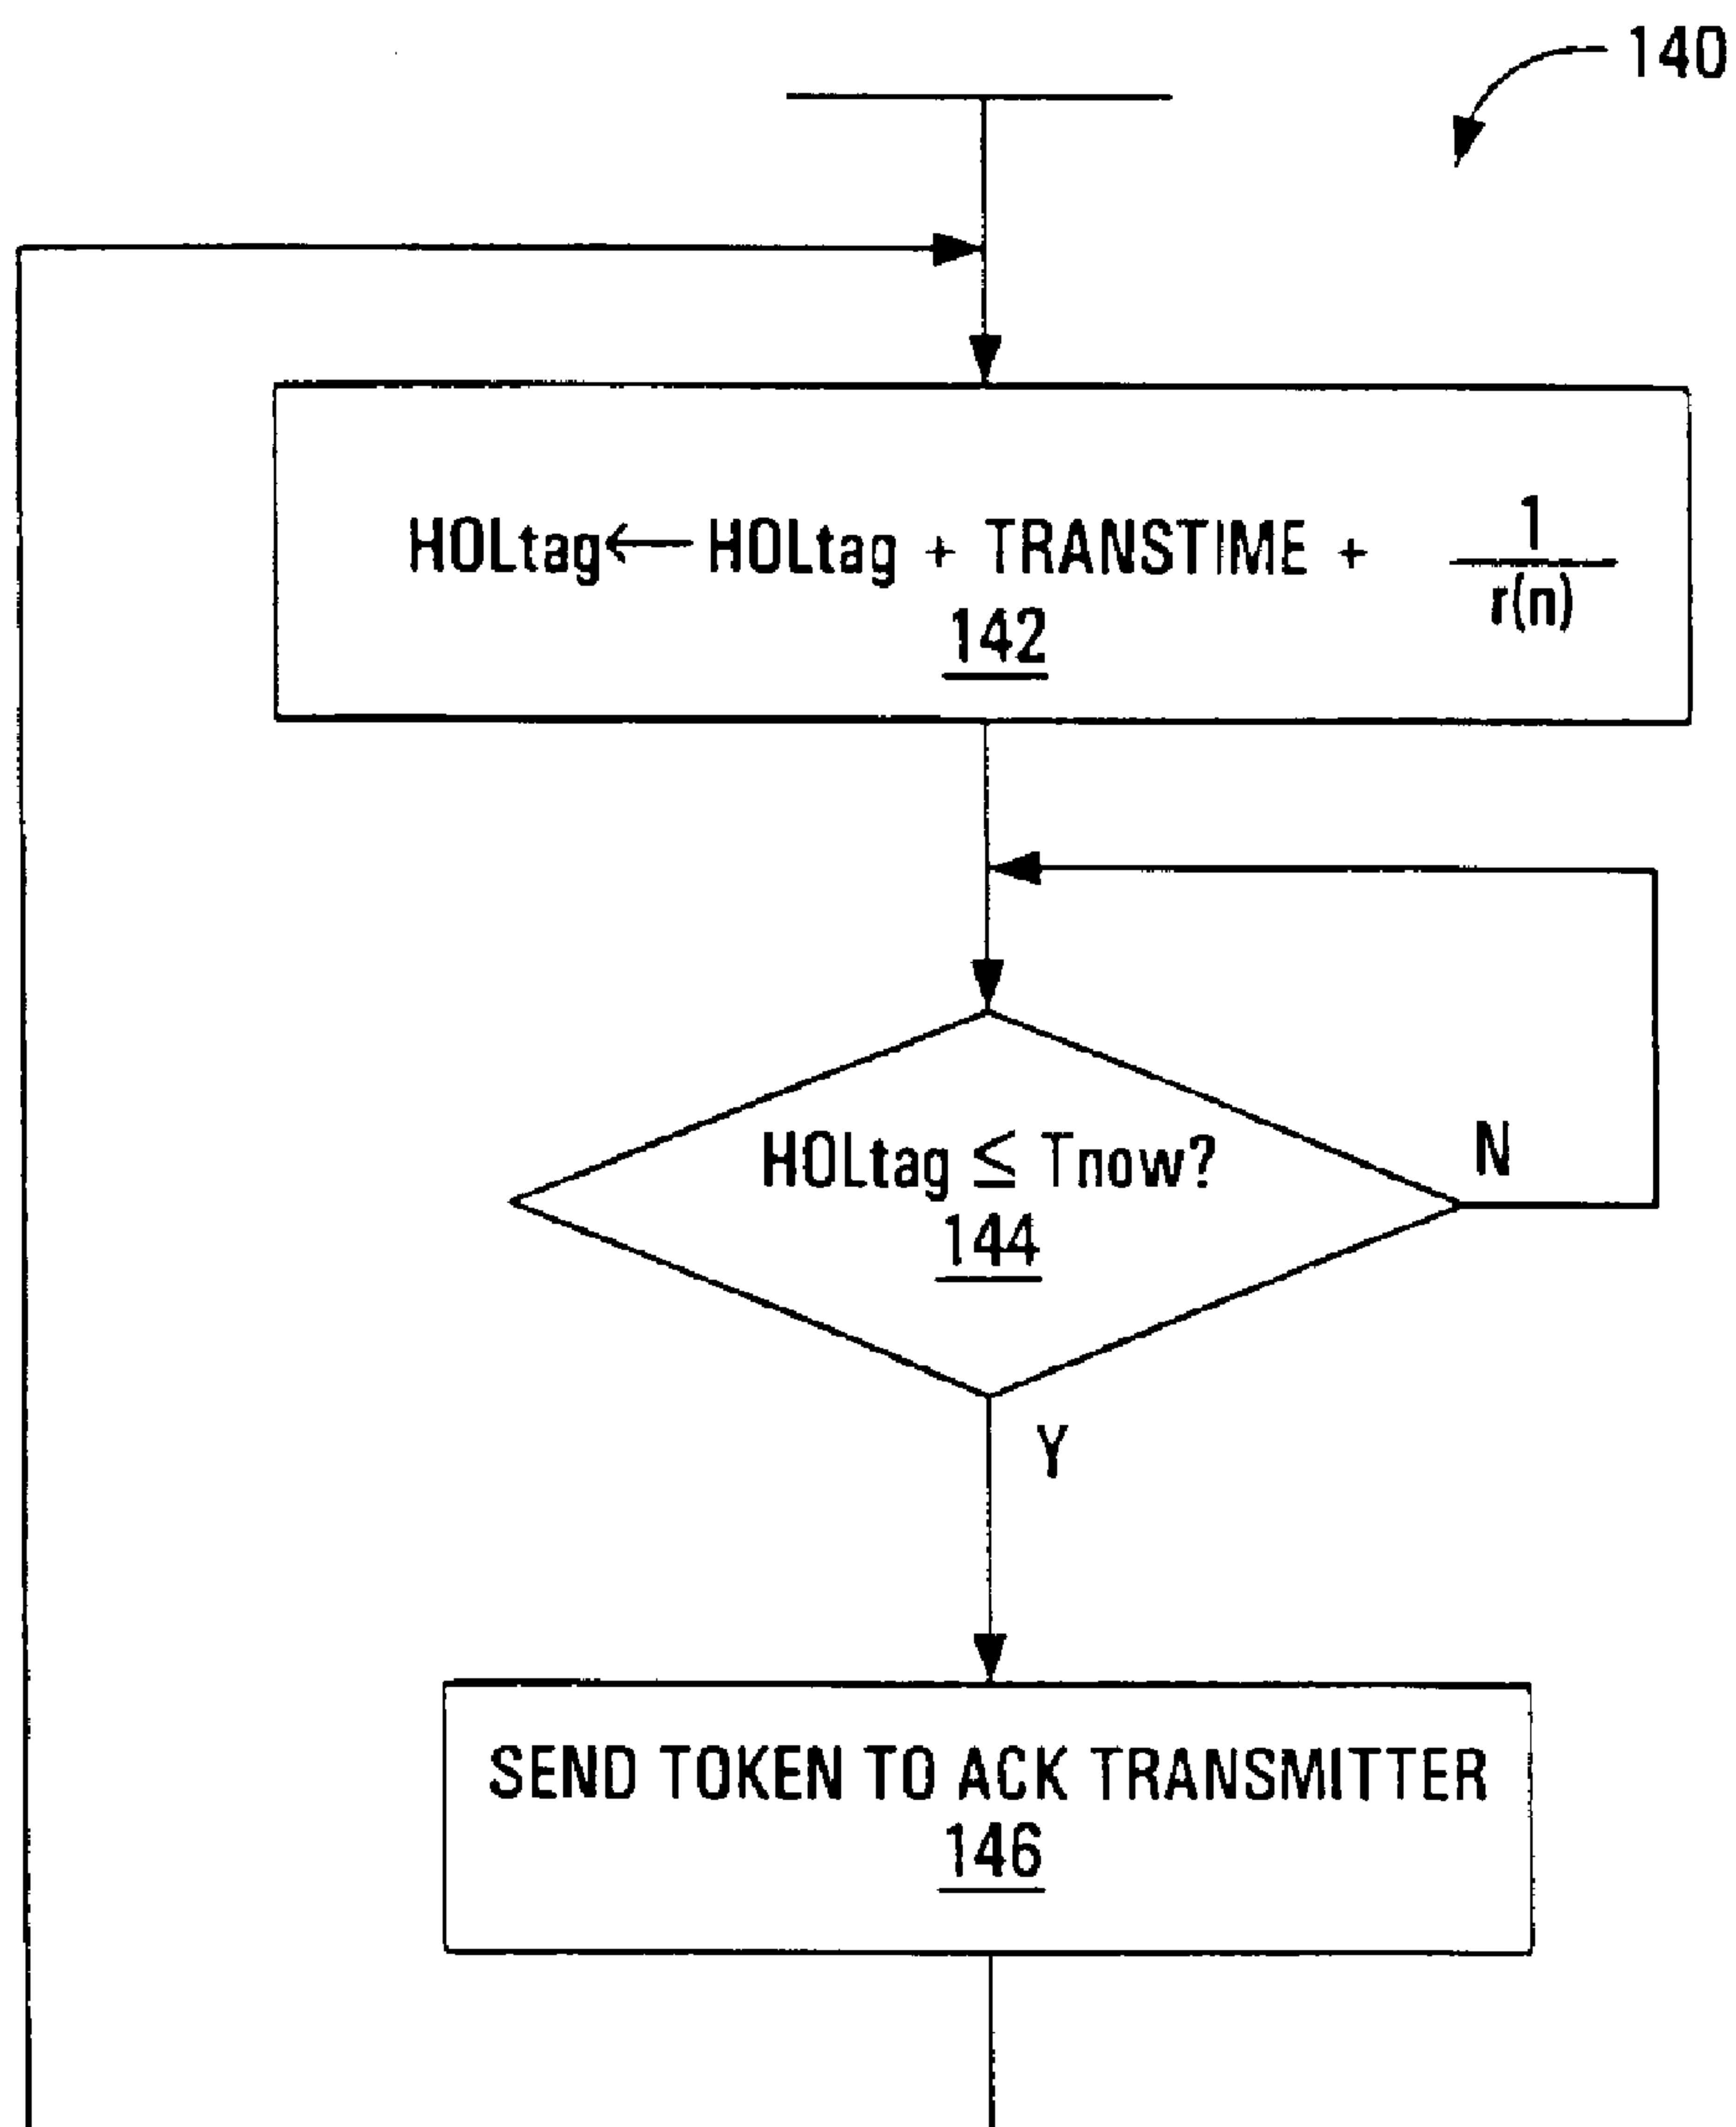 140
HOLtag ← HOLtag + TRANSTIME + 1 / r(n)
142
HOLtag ≤ Tnow?
144
N
Y
SEND TOKEN TO ACK TRANSMITTER
146